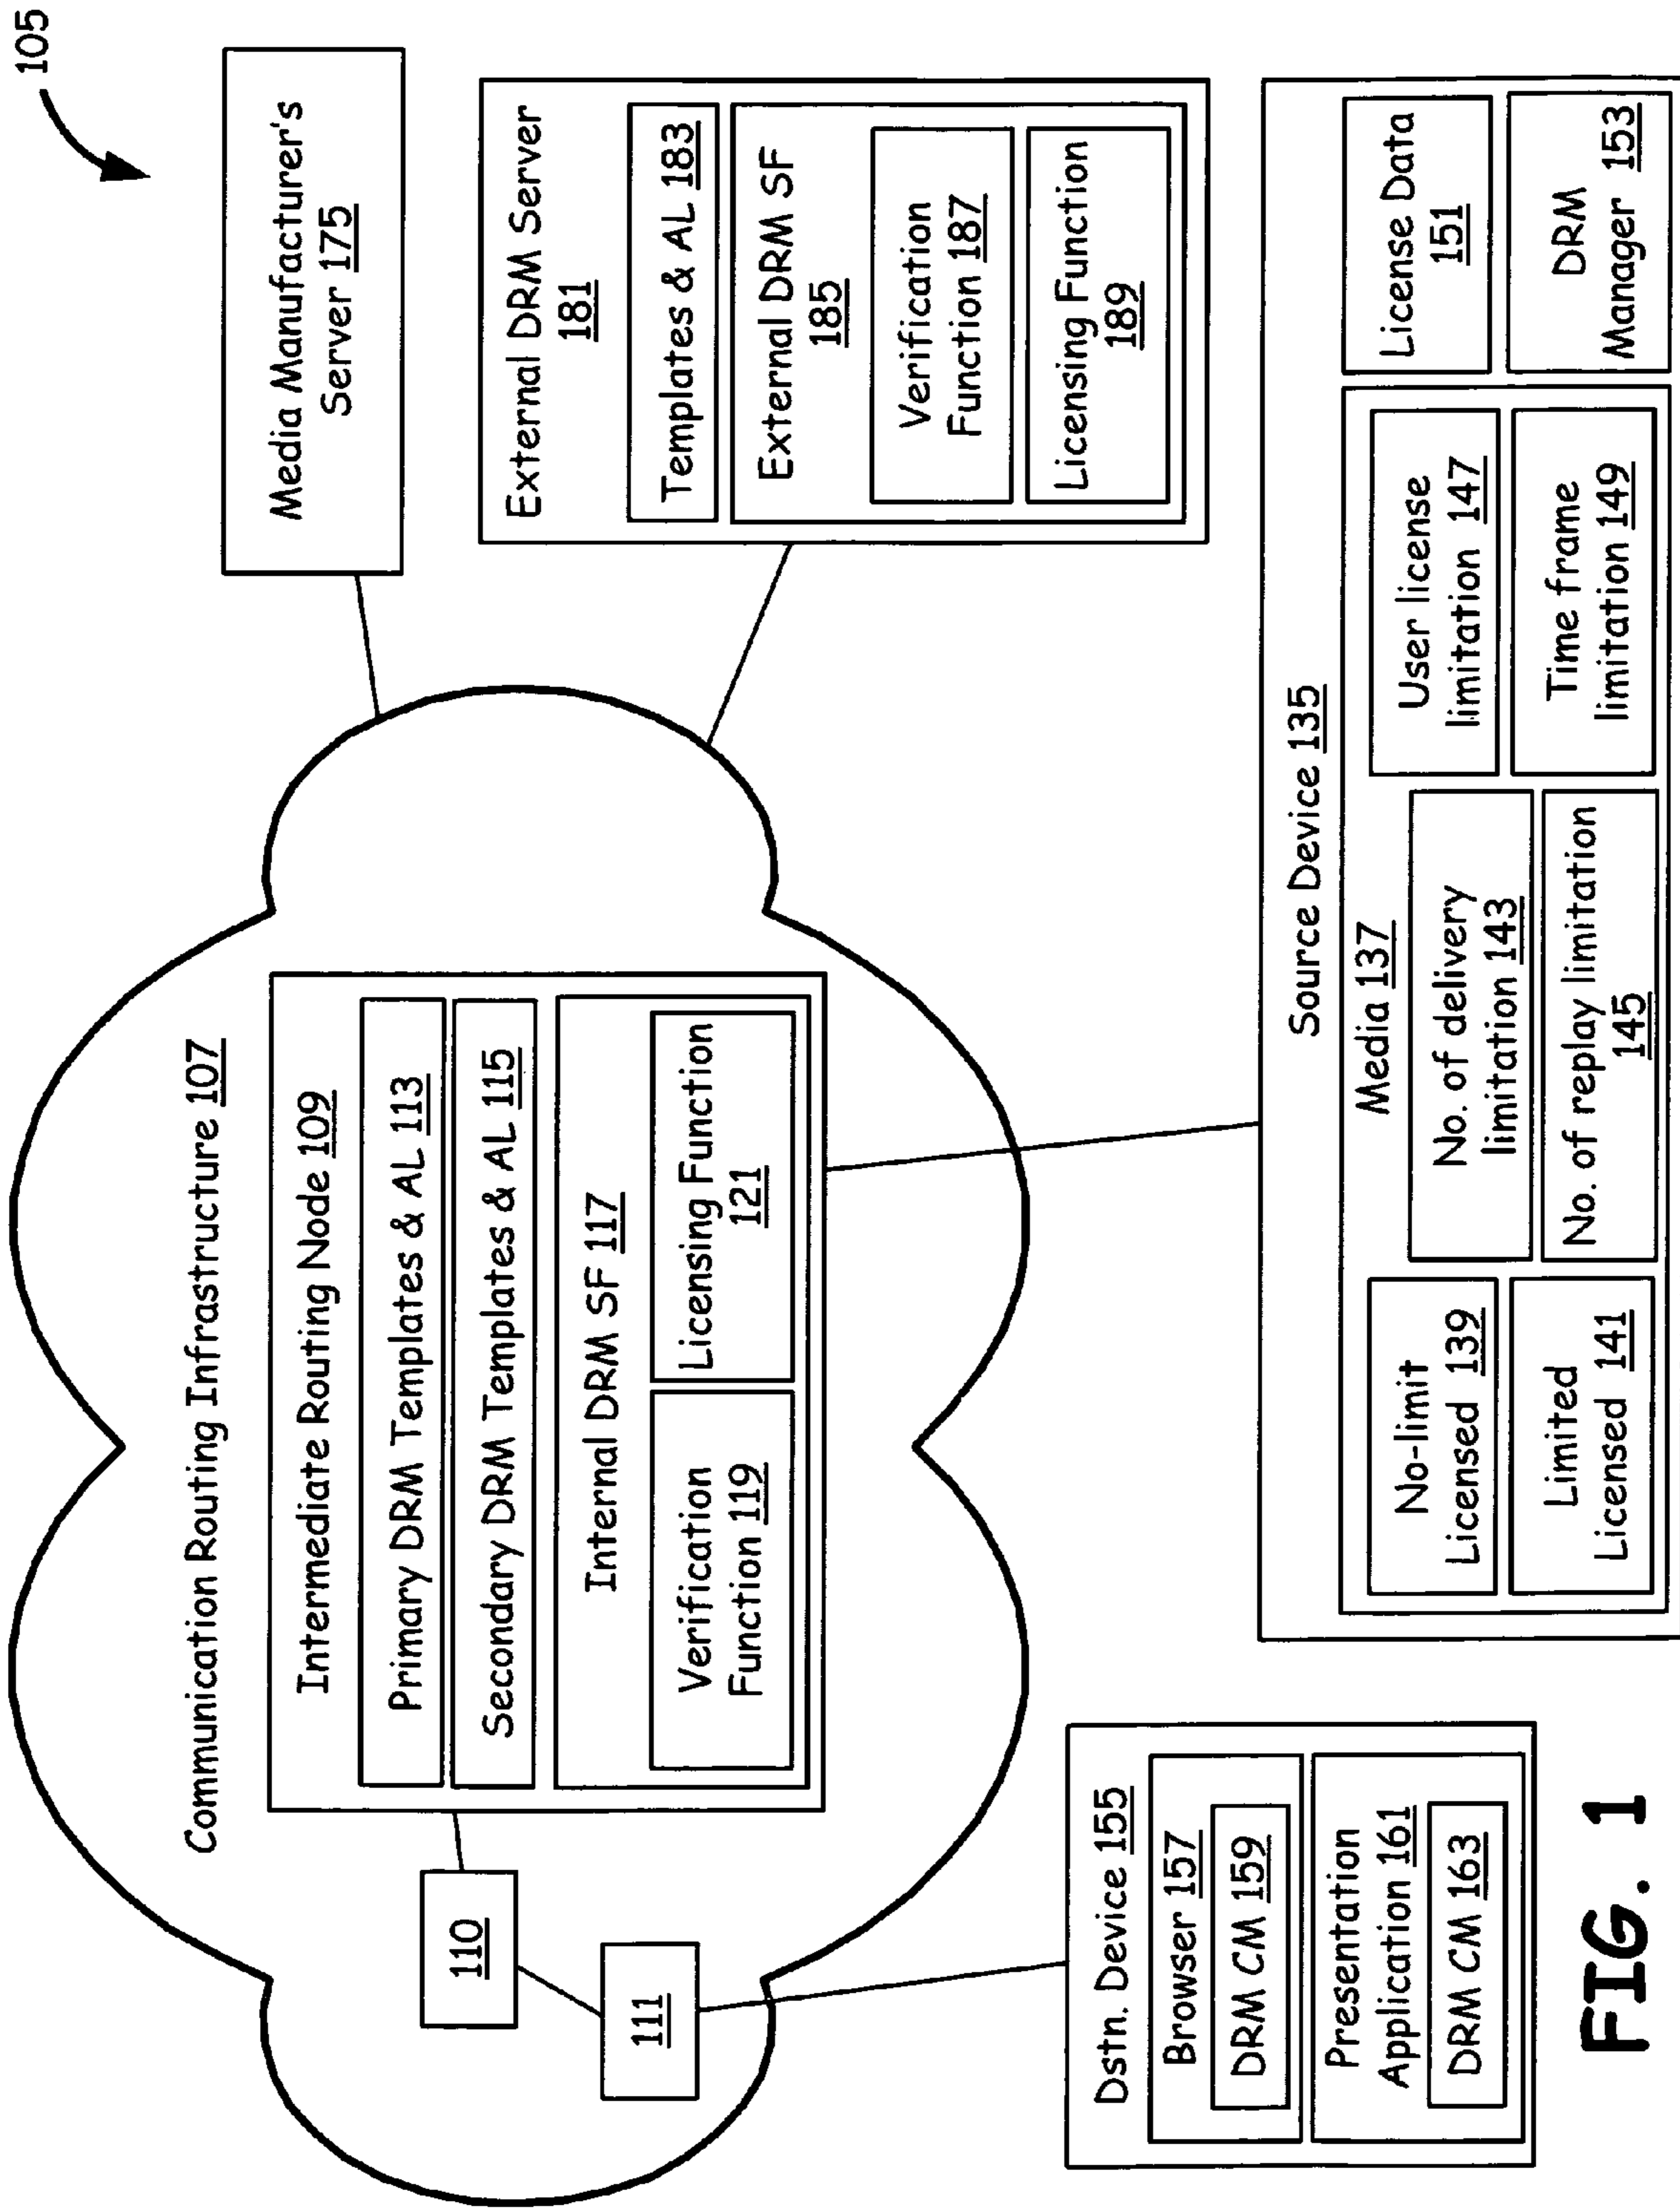 105
Communication Routing Infrastructure 107
Intermediate Routing Node 109
Primary DRM Templates & AL 113
Secondary DRM Templates & AL 115
Internal DRM SF 117
Verification
Function 119
Licensing Function
121
110
111
Media Manufacturer's
Server 175
External DRM Server
181
Templates & AL 183
External DRM SF
185
Verification
Function 187
Licensing Function
189
Dstn. Device 155
Browser 157
DRM CM 159
Presentation
Application 161
DRM CM 163
Source Device 135
Media 137
No-limit
Licensed 139
Limited
Licensed 141
No. of delivery
limitation 143
No. of replay limitation
145
User license
limitation 147
Time frame
limitation 149
License Data
151
DRM
Manager 153
FIG. 1